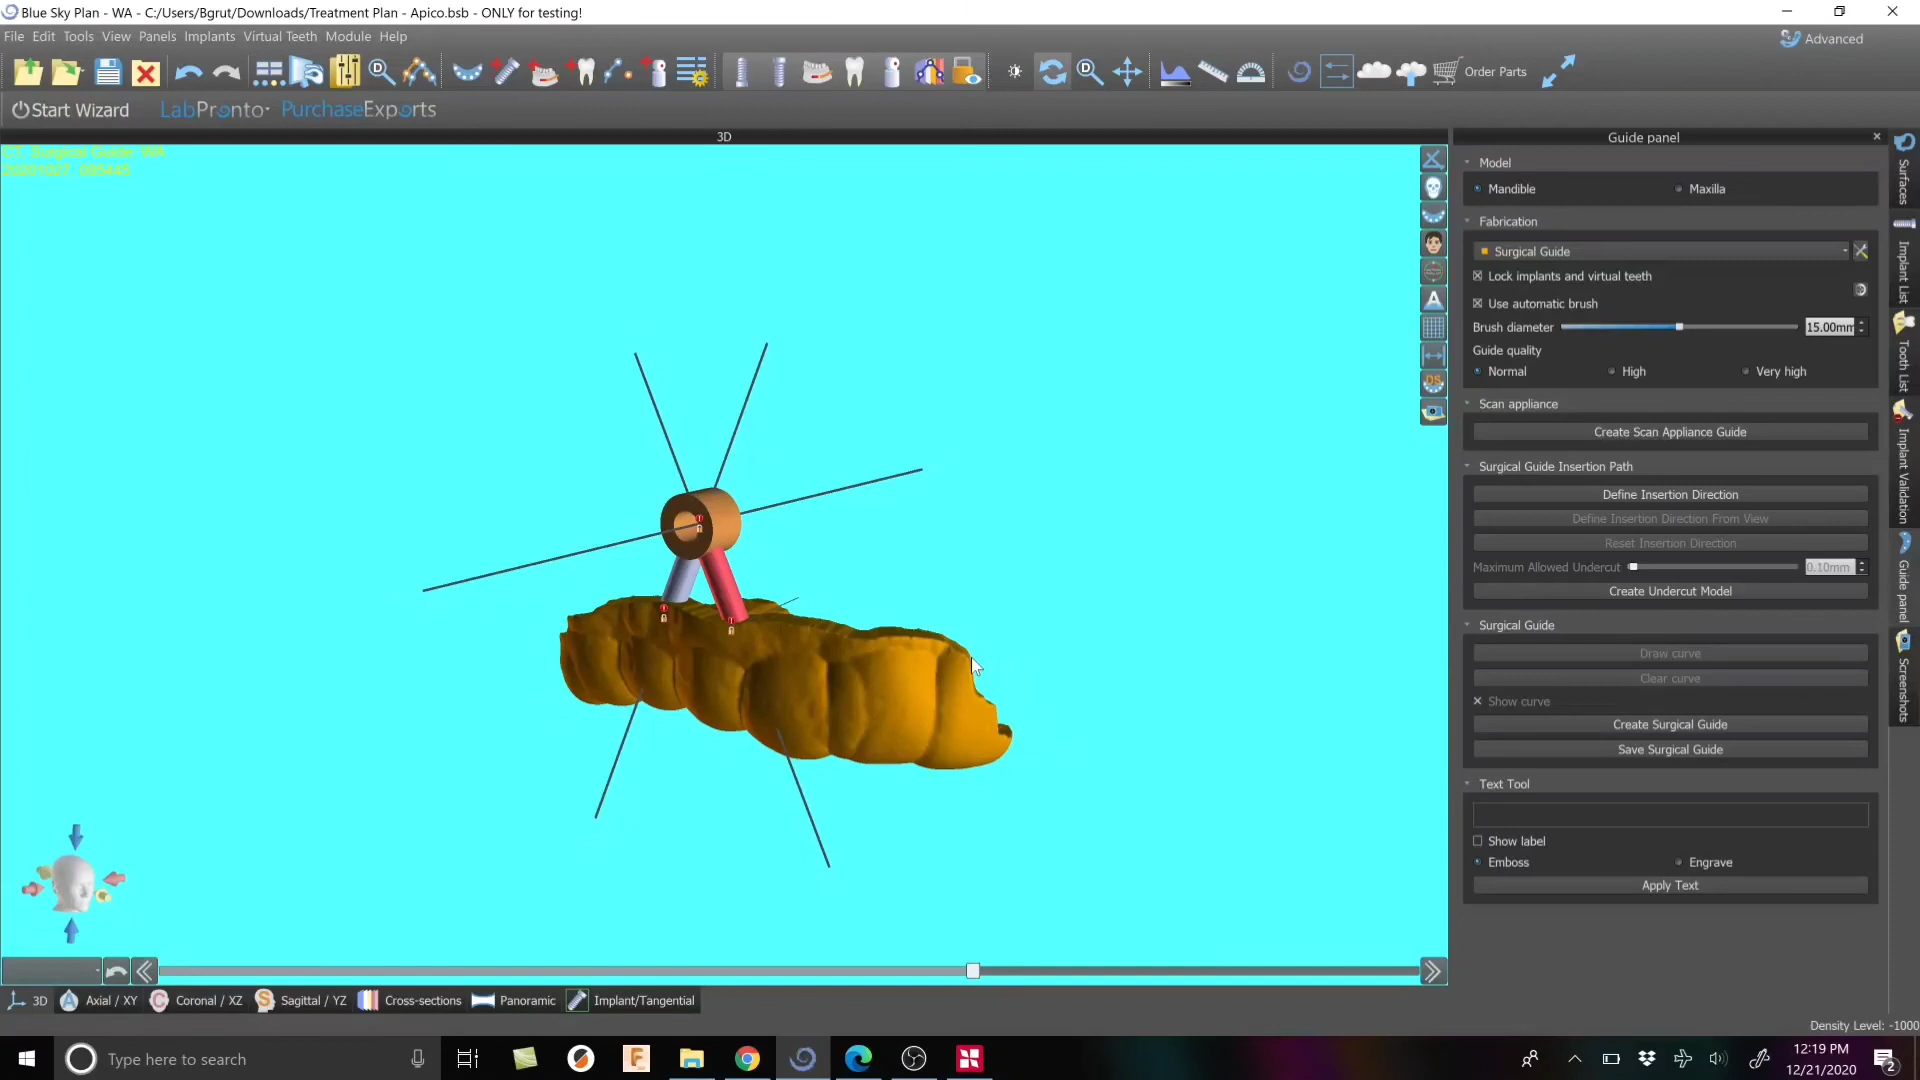 Blue Sky Plan - WA - C:/Users/Bgrut/Downloads/Treatment Plan - Apico.bsb - ONLY for testing!
File Edit Tools View Panels Implants Virtual Teeth Module Help
Advanced
Order Parts
Start Wizard LabPronto PurchaseExports
3D
Guide panel
CT. Surgical Guide: WA
20201027, 095445
Model
Mandible Maxilla
Fabrication
Surgical Guide
Lock implants and virtual teeth
Use automatic brush
Brush diameter 15.00mm
Guide quality
Normal High Very high
Scan appliance
Create Scan Appliance Guide
Surgical Guide Insertion Path
Define Insertion Direction
Define Insertion Direction From View
Reset Insertion Direction
Maximum Allowed Undercut 0.10mm
Create Undercut Model
Surgical Guide
Draw curve
Clear curve
Show curve
Create Surgical Guide
Save Surgical Guide
Text Tool
Show label
Emboss Engrave
Apply Text
Surfaces
Implant List
Tooth List
Implant Validation
Guide panel
Screenshots
3D Axial / XY Coronal / XZ Sagittal / YZ Cross-sections Panoramic Implant/Tangential
Density Level: -1000
Type here to search
12:19 PM
12/21/2020
2